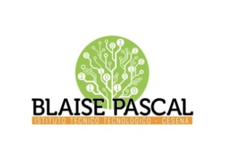 BLAISE PASCAL
ISTITUTO TECNICO TECNOLOGICO - CESENA